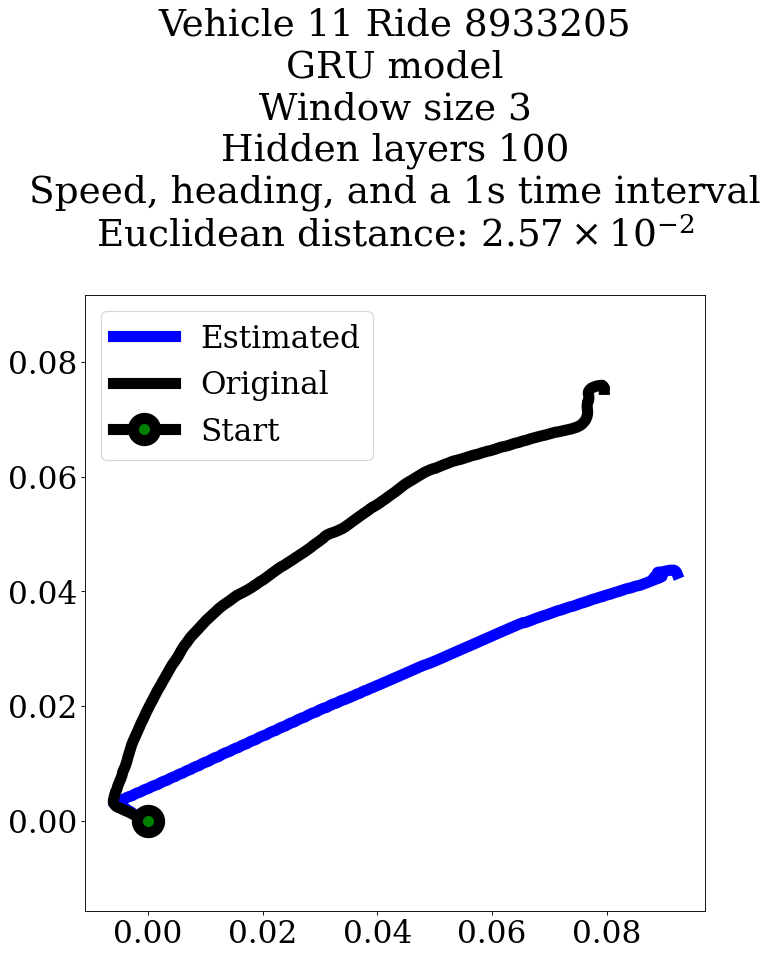 Vehicle 11 Ride 8933205
GRU model
Window size 3
Hidden layers 100
Speed, heading, and a 1s time interval
Euclidean distance: 2.57 × 10⁻²
Estimated
Original
Start
0.08
0.06
0.04
0.02
0.00
0.00 0.02 0.04 0.06 0.08